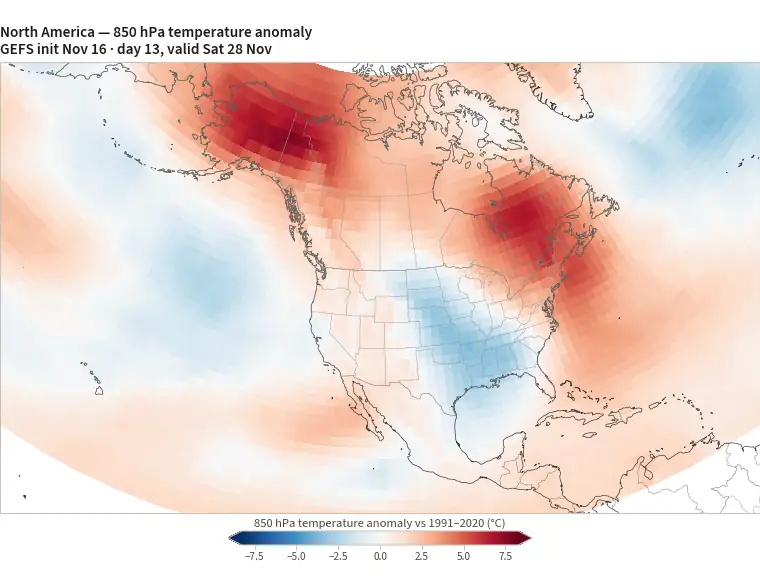 North America — 850 hPa temperature anomaly
GEFS init Nov 16 · day 13, valid Sat 28 Nov
850 hPa temperature anomaly vs 1991–2020 (°C)
−7.5 −5.0 −2.5 0.0 2.5 5.0 7.5